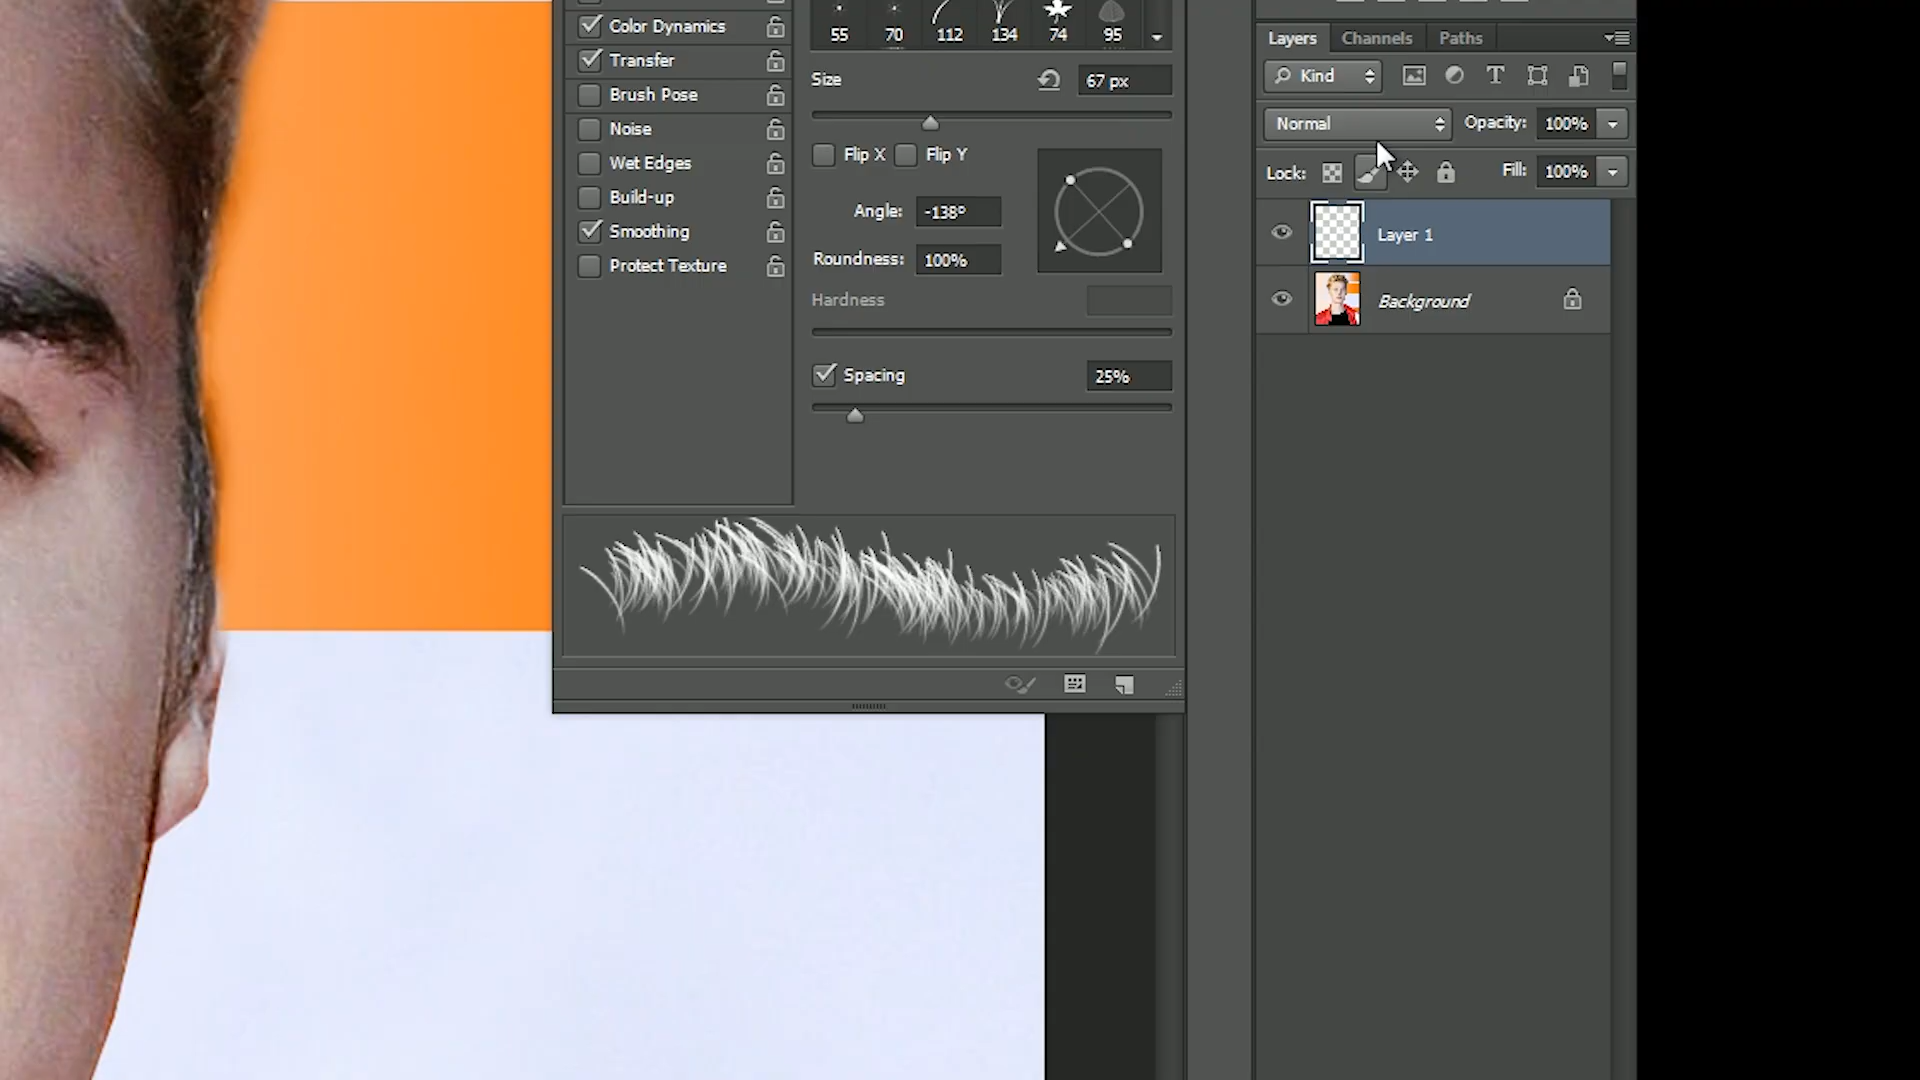 Color Dynamics
Transfer
Brush Pose
Noise
Wet Edges
Build-up
Smoothing
Protect Texture
55 70 112 134 74 95
Size 67 px
Flip X Flip Y
Angle: -138º
Roundness: 100%
Hardness
Spacing 25%
Layers Channels Paths
Kind
Normal Opacity: 100%
Lock: Fill: 100%
Layer 1
Background